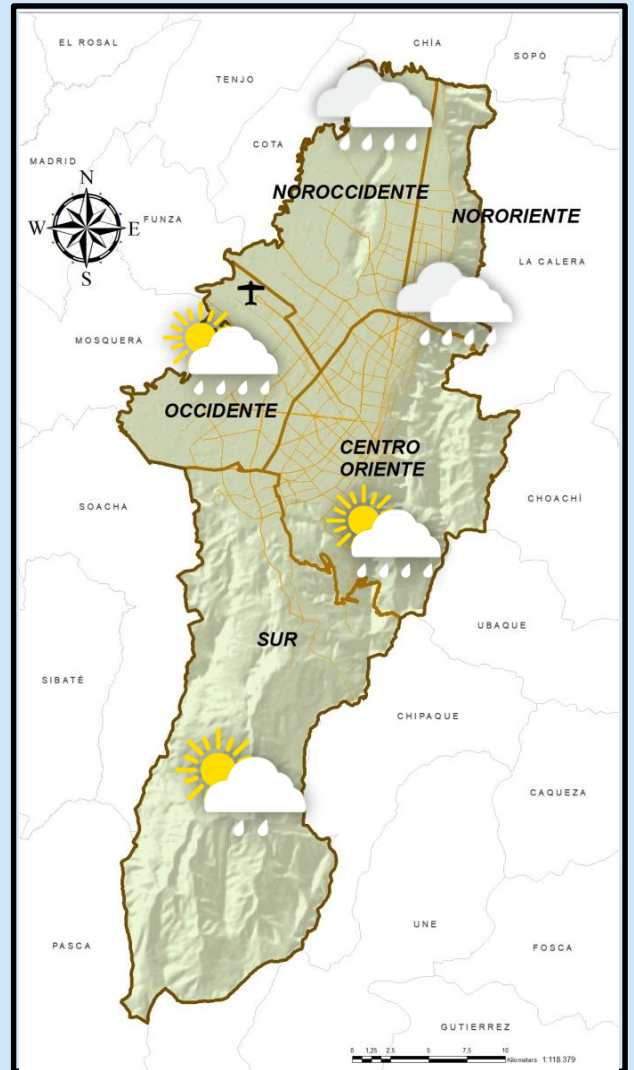 EL ROSAL
CHÍA
SOPÓ
TENJO
COTA
MADRID
N
NOROCCIDENTE
FUNZA
NORORIENTE
W
E
S
LA CALERA
MOSQUERA
OCCIDENTE
CENTRO
ORIENTE
SOACHA
CHOACHÍ
UBAQUE
SUR
SIBATÉ
CHIPAQUE
CAQUEZA
UNE
PASCA
FOSCA
GUTIERREZ
0 1,25 2,5 5 7,5 10
Kilometers 1:118.379